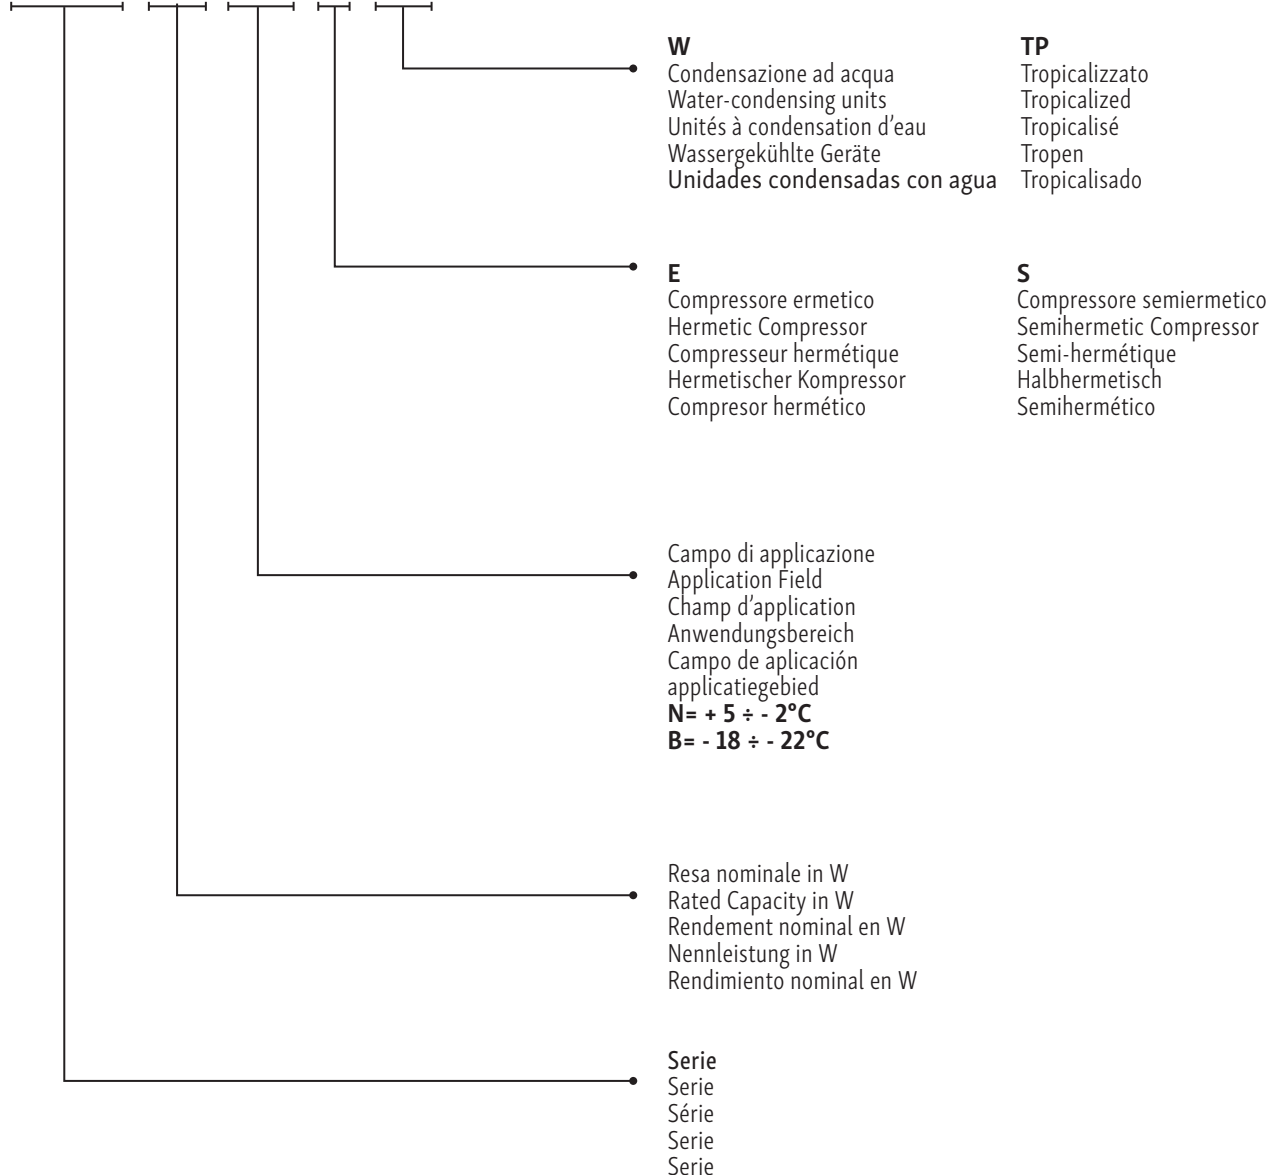 W
Condensazione ad acqua
Water-condensing units
Unités à condensation d'eau
Wassergekühlte Geräte
Unidades condensadas con agua
TP
Tropicalizzato
Tropicalized
Tropicalisé
Tropen
Tropicalisado
E
Compressore ermetico
Hermetic Compressor
Compresseur hermétique
Hermetischer Kompressor
Compresor hermético
S
Compressore semiermetico
Semihermetic Compressor
Semi-hermétique
Halbhermetisch
Semihermético
Campo di applicazione
Application Field
Champ d'application
Anwendungsbereich
Campo de aplicación
applicatiegebied
N= + 5 ÷ - 2°C
B= - 18 ÷ - 22°C
Resa nominale in W
Rated Capacity in W
Rendement nominal en W
Nennleistung in W
Rendimiento nominal en W
Serie
Serie
Série
Serie
Serie